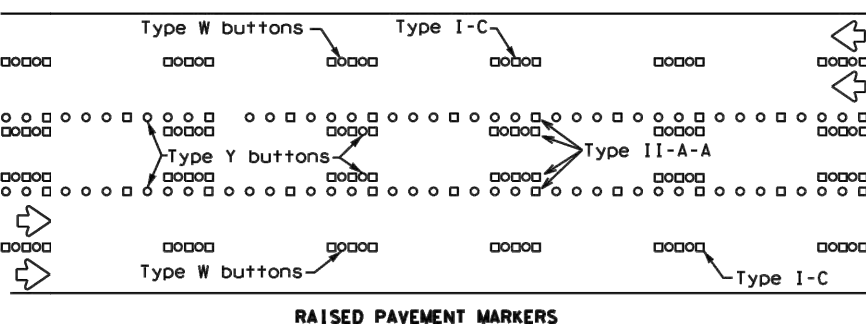 Type W buttons
Type I-C
Type Y buttons
Type II-A-A
Type W buttons
Type I-C
RAISED PAVEMENT MARKERS